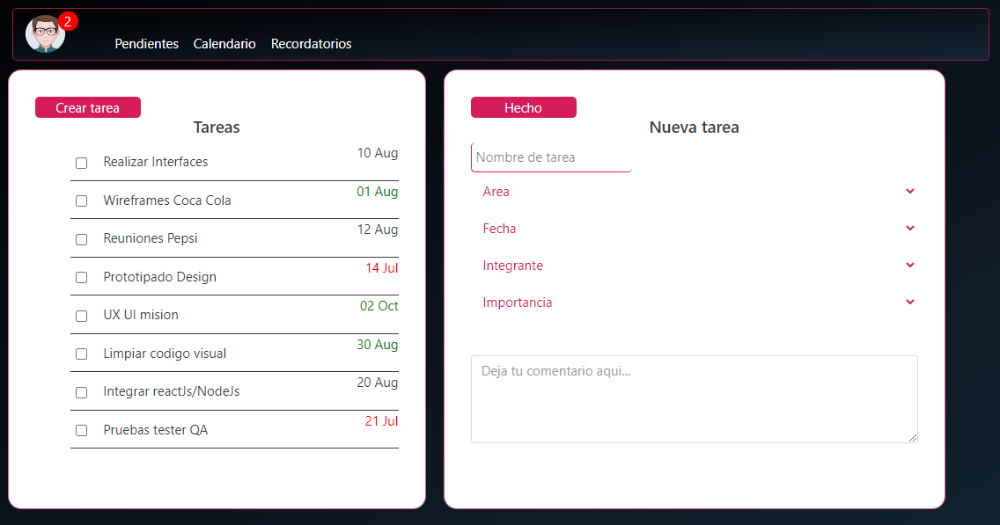 2
Pendientes Calendario Recordatorios
Crear tarea
Tareas
Realizar Interfaces 10 Aug
Wireframes Coca Cola 01 Aug
Reuniones Pepsi 12 Aug
Prototipado Design 14 Jul
UX UI mision 02 Oct
Limpiar codigo visual 30 Aug
Integrar reactJs/NodeJs 20 Aug
Pruebas tester QA 21 Jul
Hecho
Nueva tarea
Nombre de tarea
Area
Fecha
Integrante
Importancia
Deja tu comentario aqui...